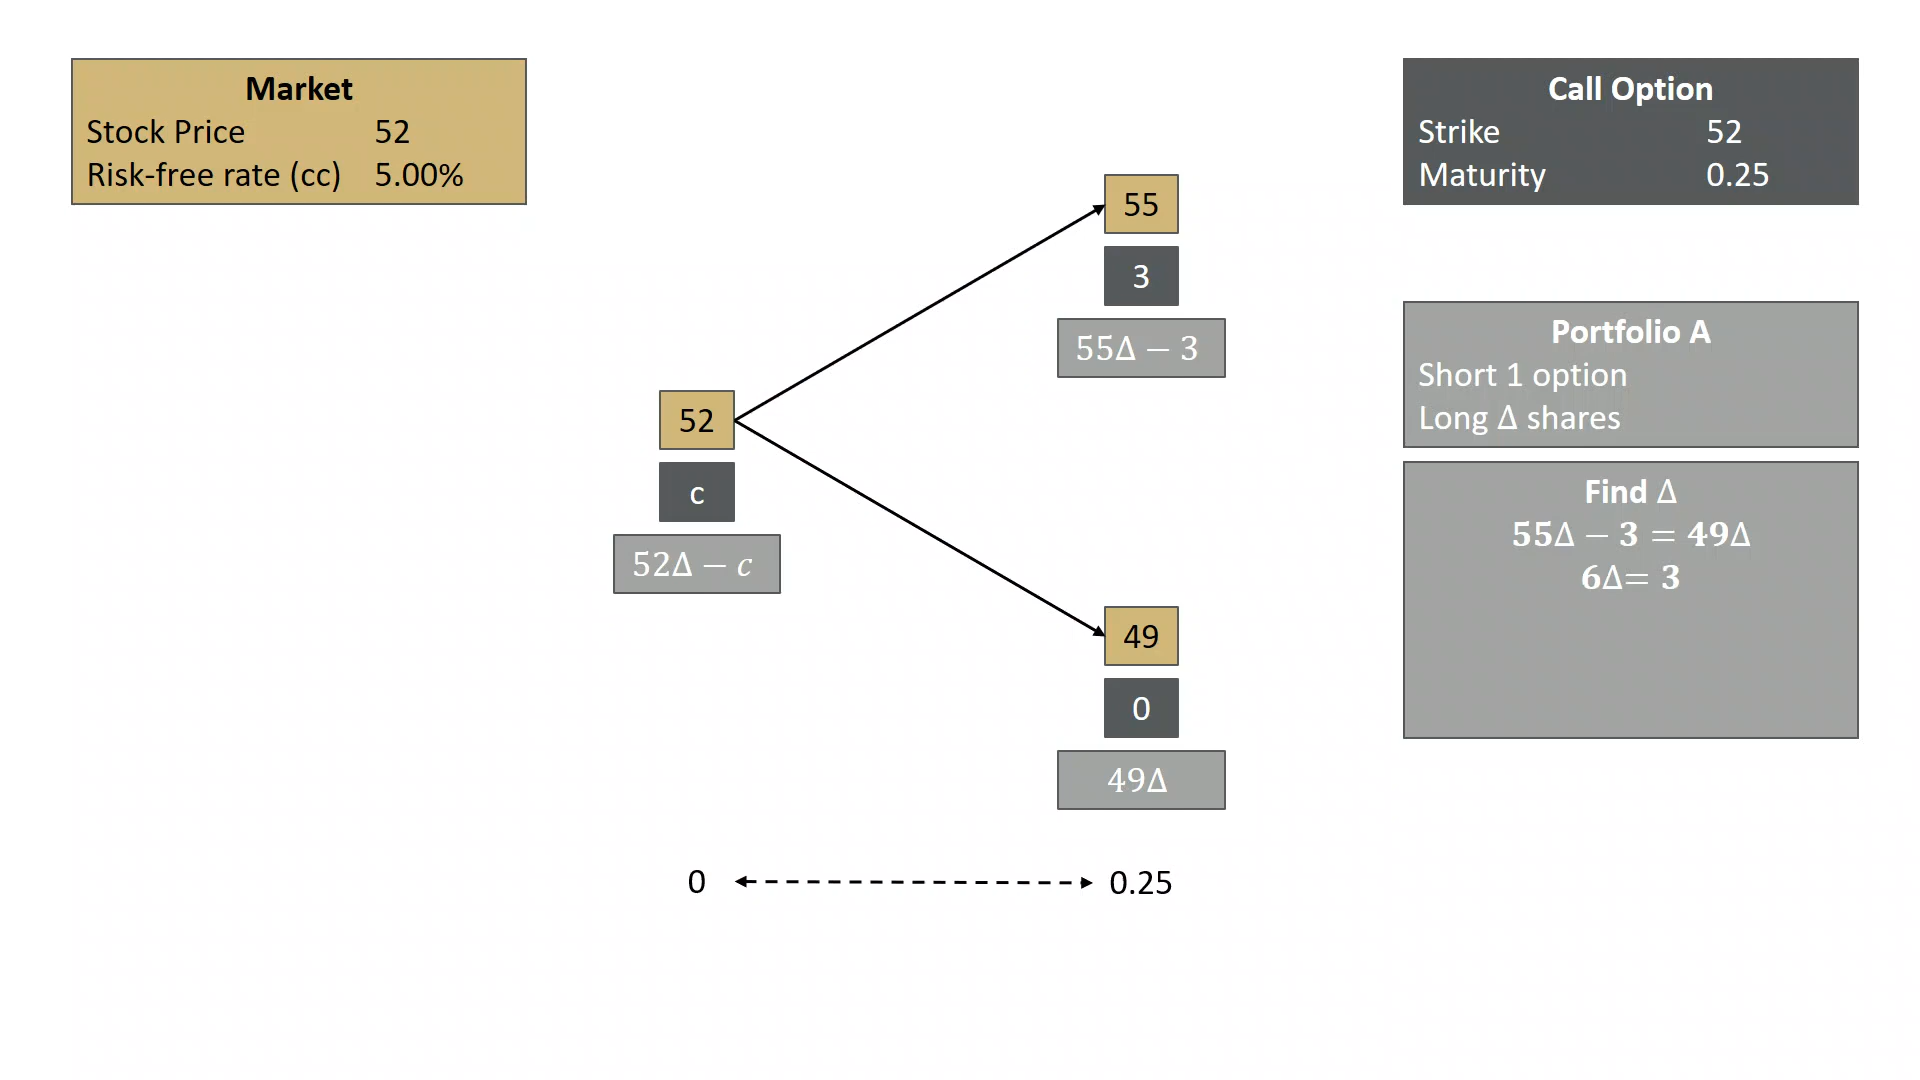 Market
Stock Price 52
Risk-free rate (cc) 5.00%
Call Option
Strike 52
Maturity 0.25
55
3
55Δ − 3
52
c
52Δ − c
49
0
49Δ
0 0.25
Portfolio A
Short 1 option
Long Δ shares
Find Δ
55Δ − 3 = 49Δ
6Δ= 3